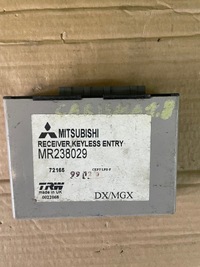 MITSUBISHI
RECEIVER,KEYLESS ENTRY
MR238029
72166
TRW
Made in UK
DX/MGX